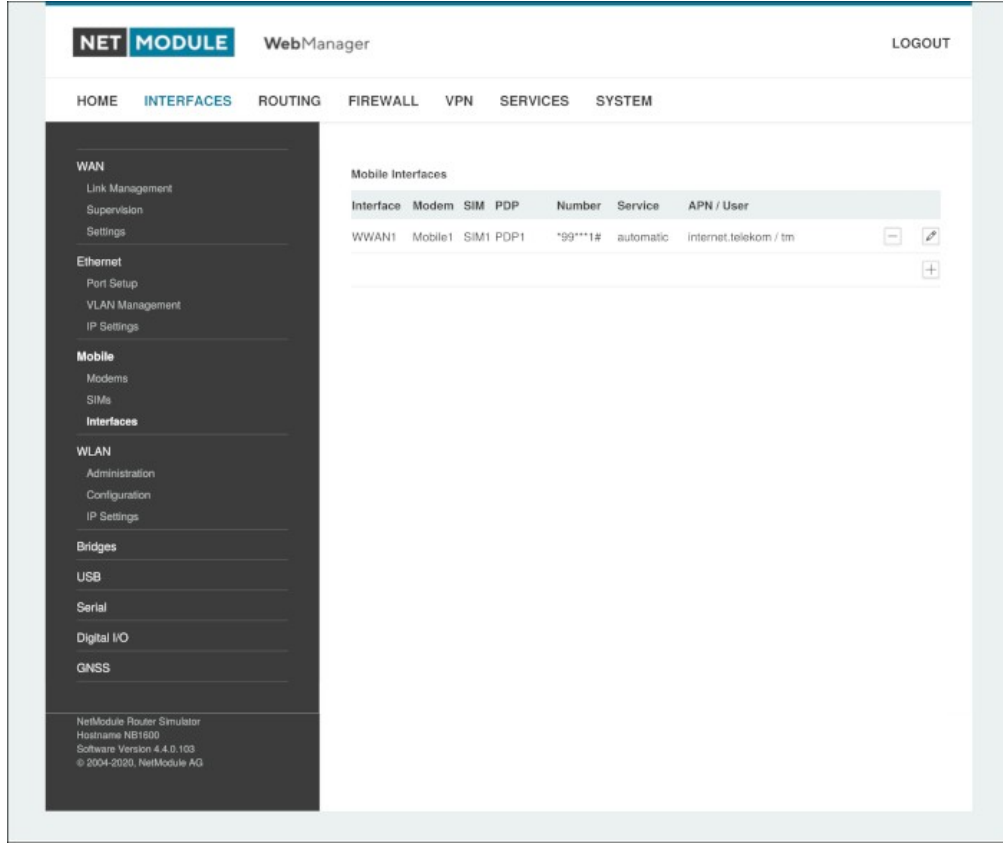 NET MODULE WebManager LOGOUT
HOME INTERFACES ROUTING FIREWALL VPN SERVICES SYSTEM
WAN
Link Management
Supervision
Settings
Ethernet
Port Setup
VLAN Management
IP Settings
Mobile
Modems
SIMs
Interfaces
WLAN
Administration
Configuration
IP Settings
Bridges
USB
Serial
Digital I/O
GNSS
NetModule Router Simulator
Hostname NB1600
Software Version 4.4.0.103
© 2004-2020, NetModule AG
Mobile Interfaces
Interface Modem SIM PDP Number Service APN / User
WWAN1 Mobile1 SIM1 PDP1 *99***1# automatic internet.telekom / tm